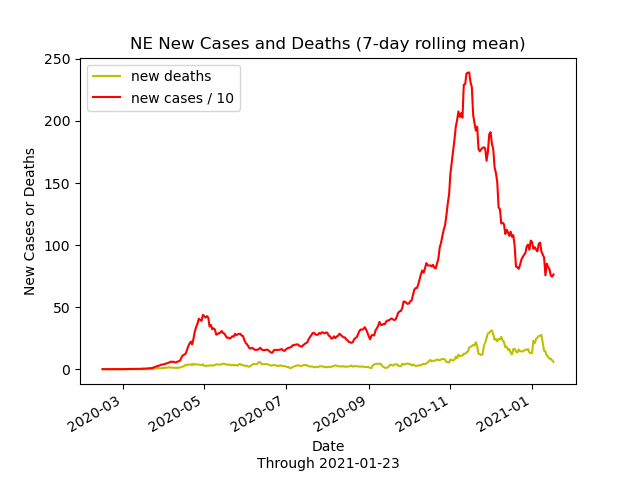 NE New Cases and Deaths (7-day rolling mean)
new deaths
new cases / 10
250
200
150
100
50
0
New Cases or Deaths
2020-03
2020-05
2020-07
2020-09
2020-11
2021-01
Date
Through 2021-01-23